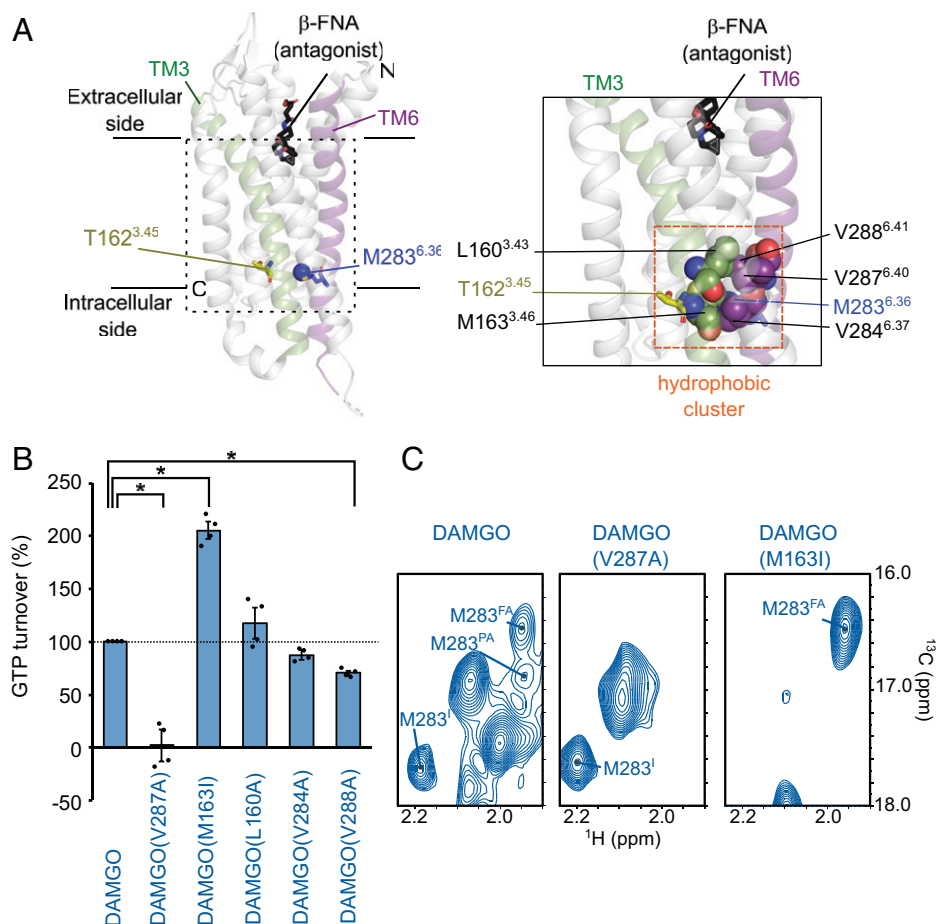 A
β-FNA
(antagonist)
N
TM3
Extracellular
side
TM6
T162^3.45
M283^6.36
C
Intracellular
side
β-FNA
(antagonist)
TM3
TM6
L160^3.43
V288^6.41
V287^6.40
T162^3.45
M283^6.36
M163^3.46
V284^6.37
hydrophobic
cluster
B
250
200
150
100
50
0
-50
GTP turnover (%)
*
*
*
DAMGO
DAMGO(V287A)
DAMGO(M163I)
DAMGO(L160A)
DAMGO(V284A)
DAMGO(V288A)
C
DAMGO
DAMGO
(V287A)
DAMGO
(M163I)
M283^FA
M283^PA
M283^I
M283^I
M283^FA
16.0
17.0
18.0
13C (ppm)
2.2 2.0
2.2 2.0
2.2 2.0
1H (ppm)